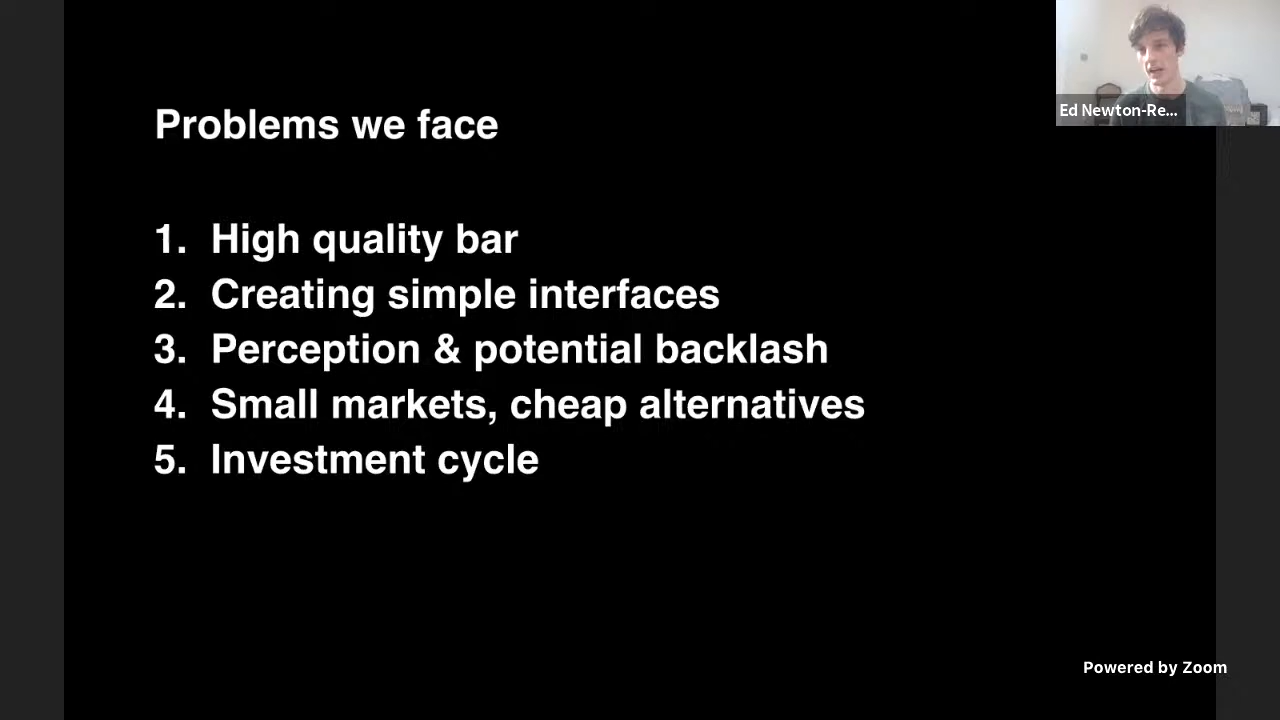 Problems we face
1. High quality bar
2. Creating simple interfaces
3. Perception & potential backlash
4. Small markets, cheap alternatives
5. Investment cycle
Ed Newton-Re...
Powered by Zoom